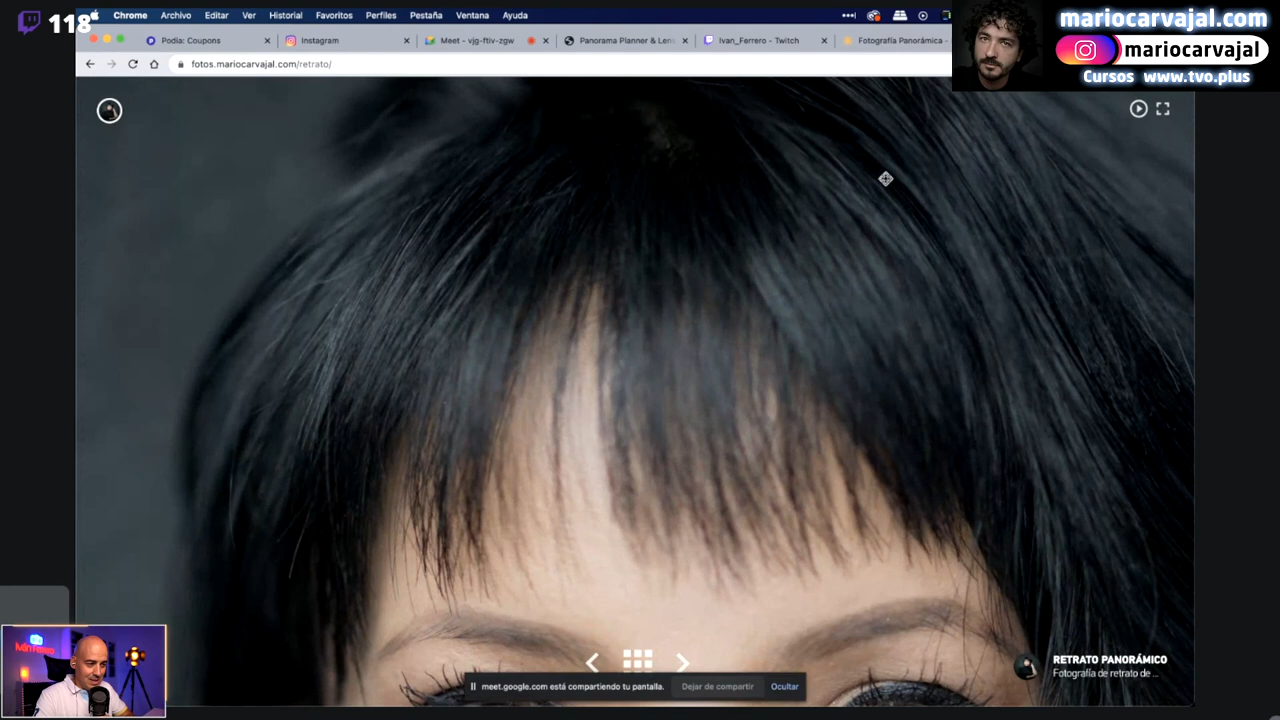 118
Chrome Archivo Editar Ver Historial Favoritos Perfiles Pestaña Ventana Ayuda
mariocarvajal.com
mariocarvajal
Cursos www.tvo.plus
Podia: Coupons
Instagram
Meet - vjg-ftiv-zgw
Panorama Planner & Len
Ivan_Ferrero - Twitch
Fotografía Panorámica -
fotos.mariocarvajal.com/retrato/
RETRATO PANORÁMICO
Fotografía de retrato de ...
meet.google.com está compartiendo tu pantalla. Dejar de compartir Ocultar